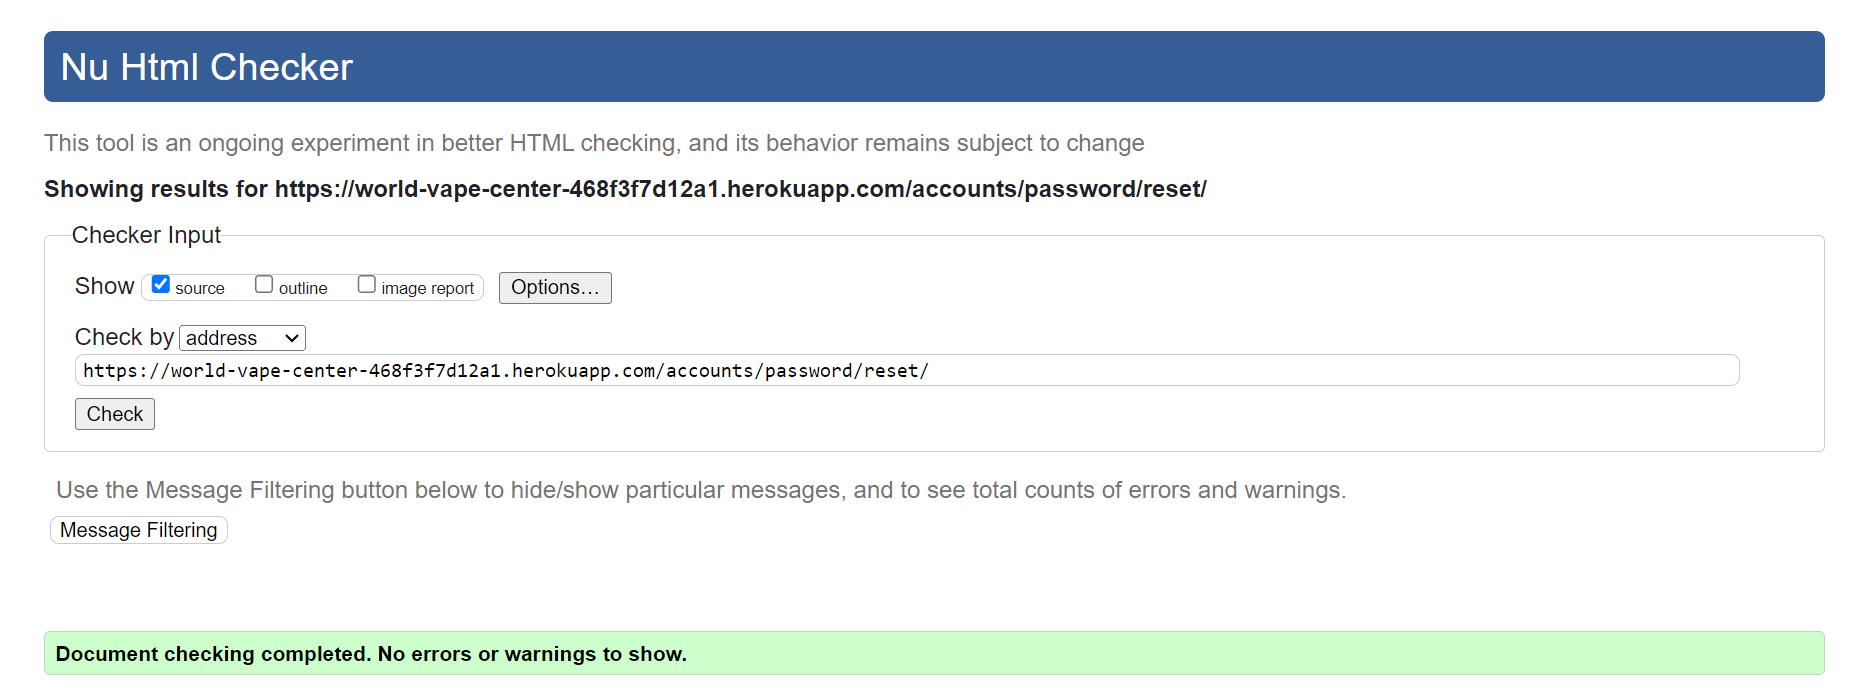 Nu Html Checker
This tool is an ongoing experiment in better HTML checking, and its behavior remains subject to change
Showing results for https://world-vape-center-468f3f7d12a1.herokuapp.com/accounts/password/reset/
Checker Input
Show source outline image report Options...
Check by address
https://world-vape-center-468f3f7d12a1.herokuapp.com/accounts/password/reset/
Check
Use the Message Filtering button below to hide/show particular messages, and to see total counts of errors and warnings.
Message Filtering
Document checking completed. No errors or warnings to show.